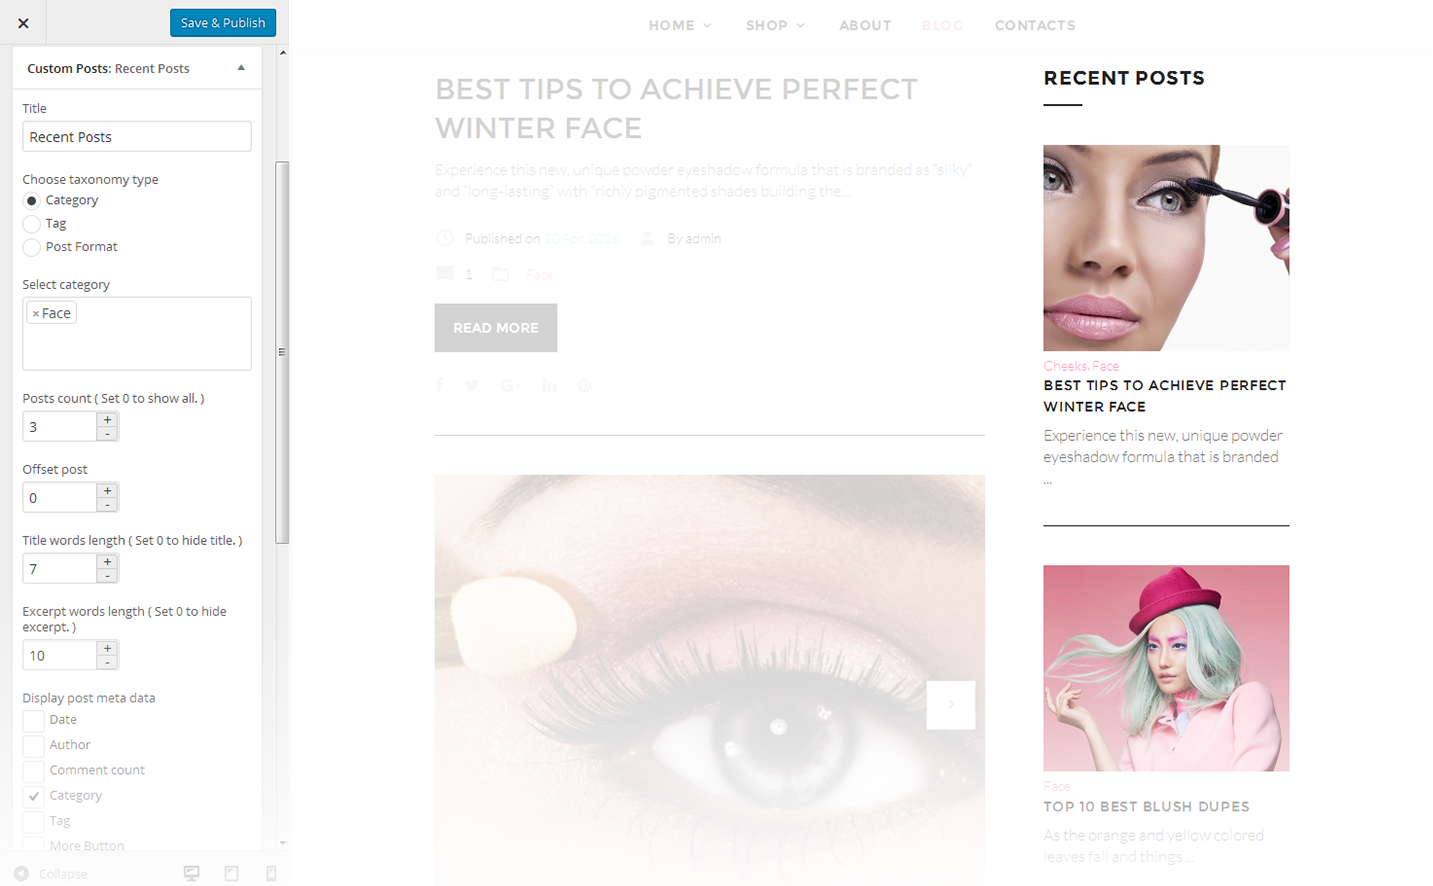 Save & Publish
Custom Posts: Recent Posts
Title
Recent Posts
Choose taxonomy type
Category
Tag
Post Format
Select category
× Face
Posts count ( Set 0 to show all. )
3
+
-
Offset post
0
+
-
Title words length ( Set 0 to hide title. )
7
+
-
Excerpt words length ( Set 0 to hide
excerpt. )
10
+
-
Display post meta data
Date
Author
Comment count
Category
Tag
More Button
Collapse
HOME SHOP ABOUT BLOG CONTACTS
BEST TIPS TO ACHIEVE PERFECT
WINTER FACE
Experience this new, unique powder eyeshadow formula that is branded as “silky”
and “long-lasting” with “richly pigmented shades building the...
Published on 20 Apr, 2016 By admin
1 Face
READ MORE
RECENT POSTS
Cheeks, Face
BEST TIPS TO ACHIEVE PERFECT
WINTER FACE
Experience this new, unique powder
eyeshadow formula that is branded
...
Face
TOP 10 BEST BLUSH DUPES
As the orange and yellow colored
leaves fall and things ...